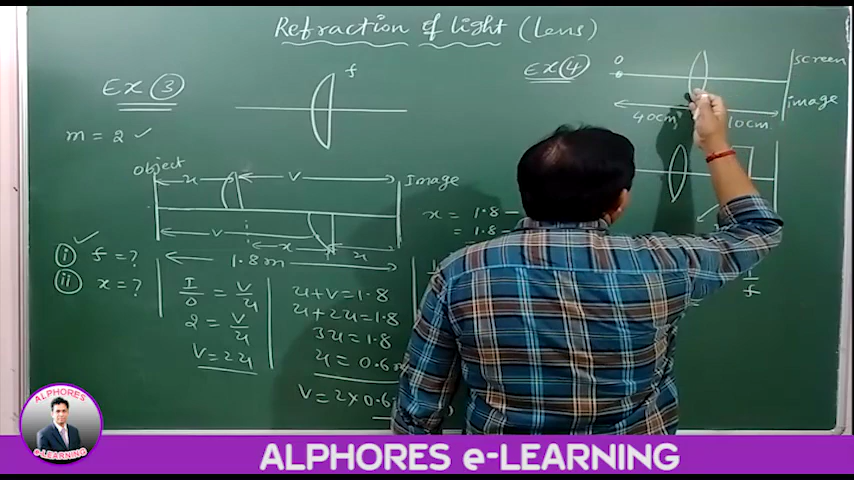 Refraction of light (Lens)
Ex ③
f
m = 2 ✓
Object
u
V
Image
V
x
u
1.8 m
ⓘ f = ?
ⓘⓘ x = ?
I/O = V/u
2 = V/u
V = 2u
u+V = 1.8
u+2u = 1.8
3u = 1.8
u = 0.6
V = 2×0.6
x = 1.8 -
= 1.8 -
Ex ④
O
screen
image
40cm
10cm
f
ALPHORES
e-LEARNING
ALPHORES e-LEARNING